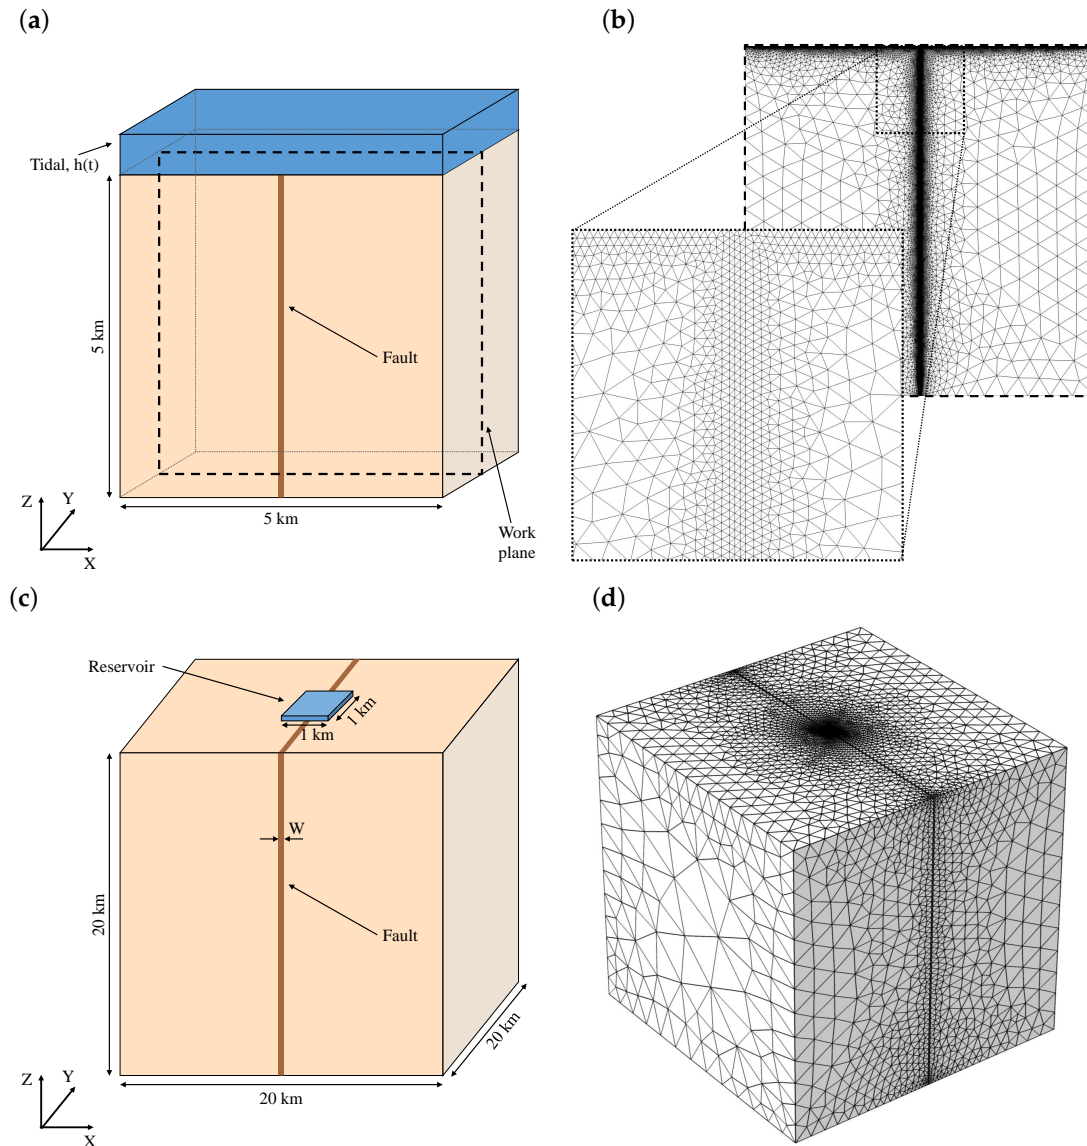 (a)
(b)
Tidal, h(t)
5 km
Fault
5 km
Z
Y
X
Work
plane
(c)
(d)
Reservoir
1 km
1 km
W
20 km
Fault
20 km
20 km
Z
Y
X